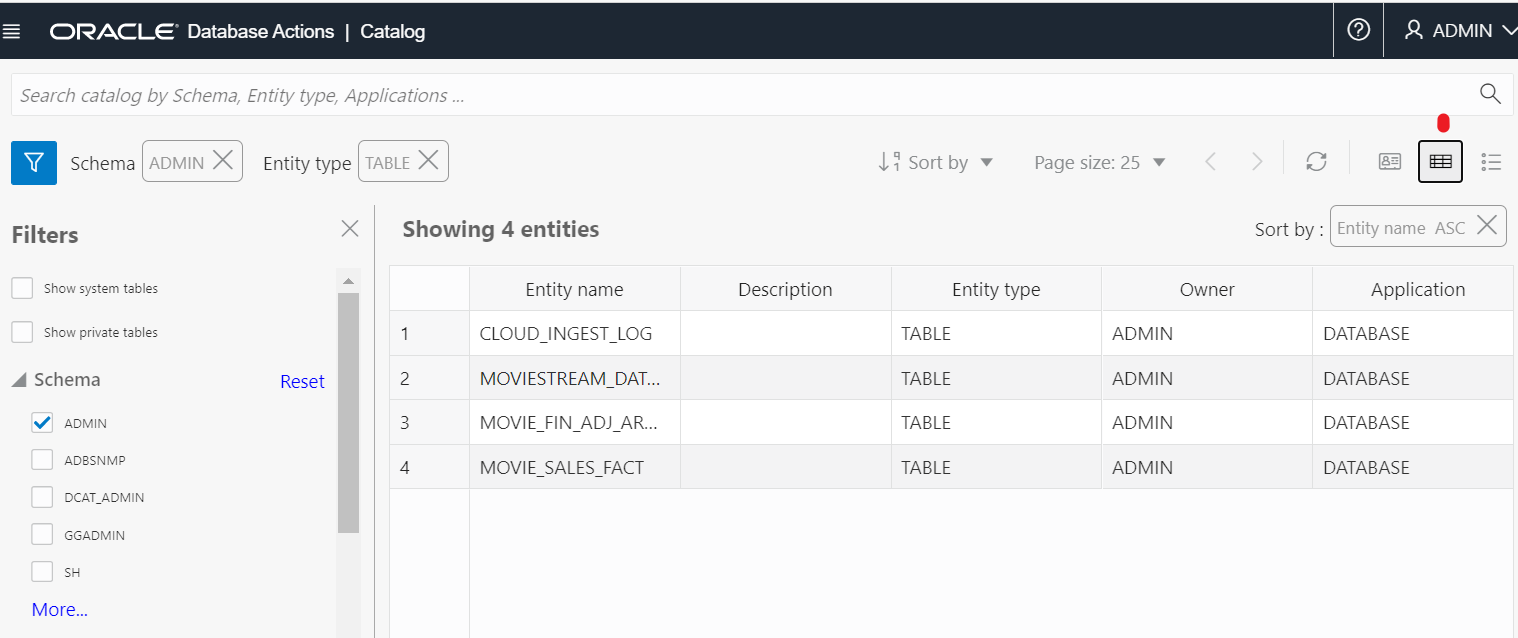 ORACLE Database Actions | Catalog
ADMIN
Search catalog by Schema, Entity type, Applications ...
Schema ADMIN Entity type TABLE
Sort by Page size: 25
Filters
Show system tables
Show private tables
Schema Reset
ADMIN
ADBSNMP
DCAT_ADMIN
GGADMIN
SH
More...
Showing 4 entities
Sort by : Entity name ASC
Entity name Description Entity type Owner Application
1 CLOUD_INGEST_LOG TABLE ADMIN DATABASE
2 MOVIESTREAM_DAT... TABLE ADMIN DATABASE
3 MOVIE_FIN_ADJ_AR... TABLE ADMIN DATABASE
4 MOVIE_SALES_FACT TABLE ADMIN DATABASE